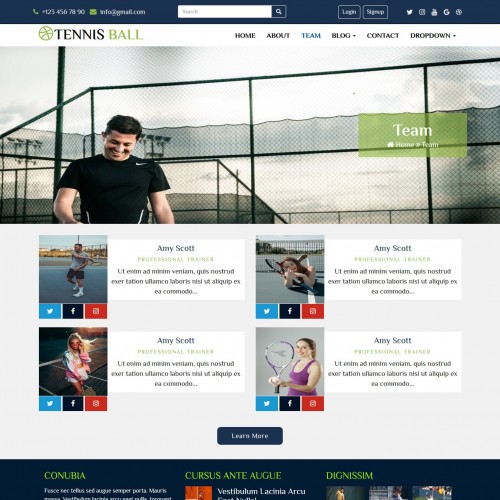 +123 456 78 90 info@gmail.com Search Login Signup
TENNIS BALL HOME ABOUT TEAM BLOG CONTACT DROPDOWN
Team
Home » Team
Amy Scott
PROFESSIONAL TRAINER
Ut enim ad minim veniam, quis nostrud
exer tation ullamco laboris nisi ut aliquip ex
ea commodo...
Amy Scott
PROFESSIONAL TRAINER
Ut enim ad minim veniam, quis nostrud
exer tation ullamco laboris nisi ut aliquip ex
ea commodo...
Amy Scott
PROFESSIONAL TRAINER
Ut enim ad minim veniam, quis nostrud
exer tation ullamco laboris nisi ut aliquip ex
ea commodo...
Amy Scott
PROFESSIONAL TRAINER
Ut enim ad minim veniam, quis nostrud
exer tation ullamco laboris nisi ut aliquip ex
ea commodo...
Learn More
CONUBIA
Fusce nec tellus sed augue semper porta. Mauris
massa. Vestibulum lacinia arcu eget nulla. torquent
CURSUS ANTE AUGUE
Vestibulum Lacinia Arcu
Eget Nulla!
DIGNISSIM